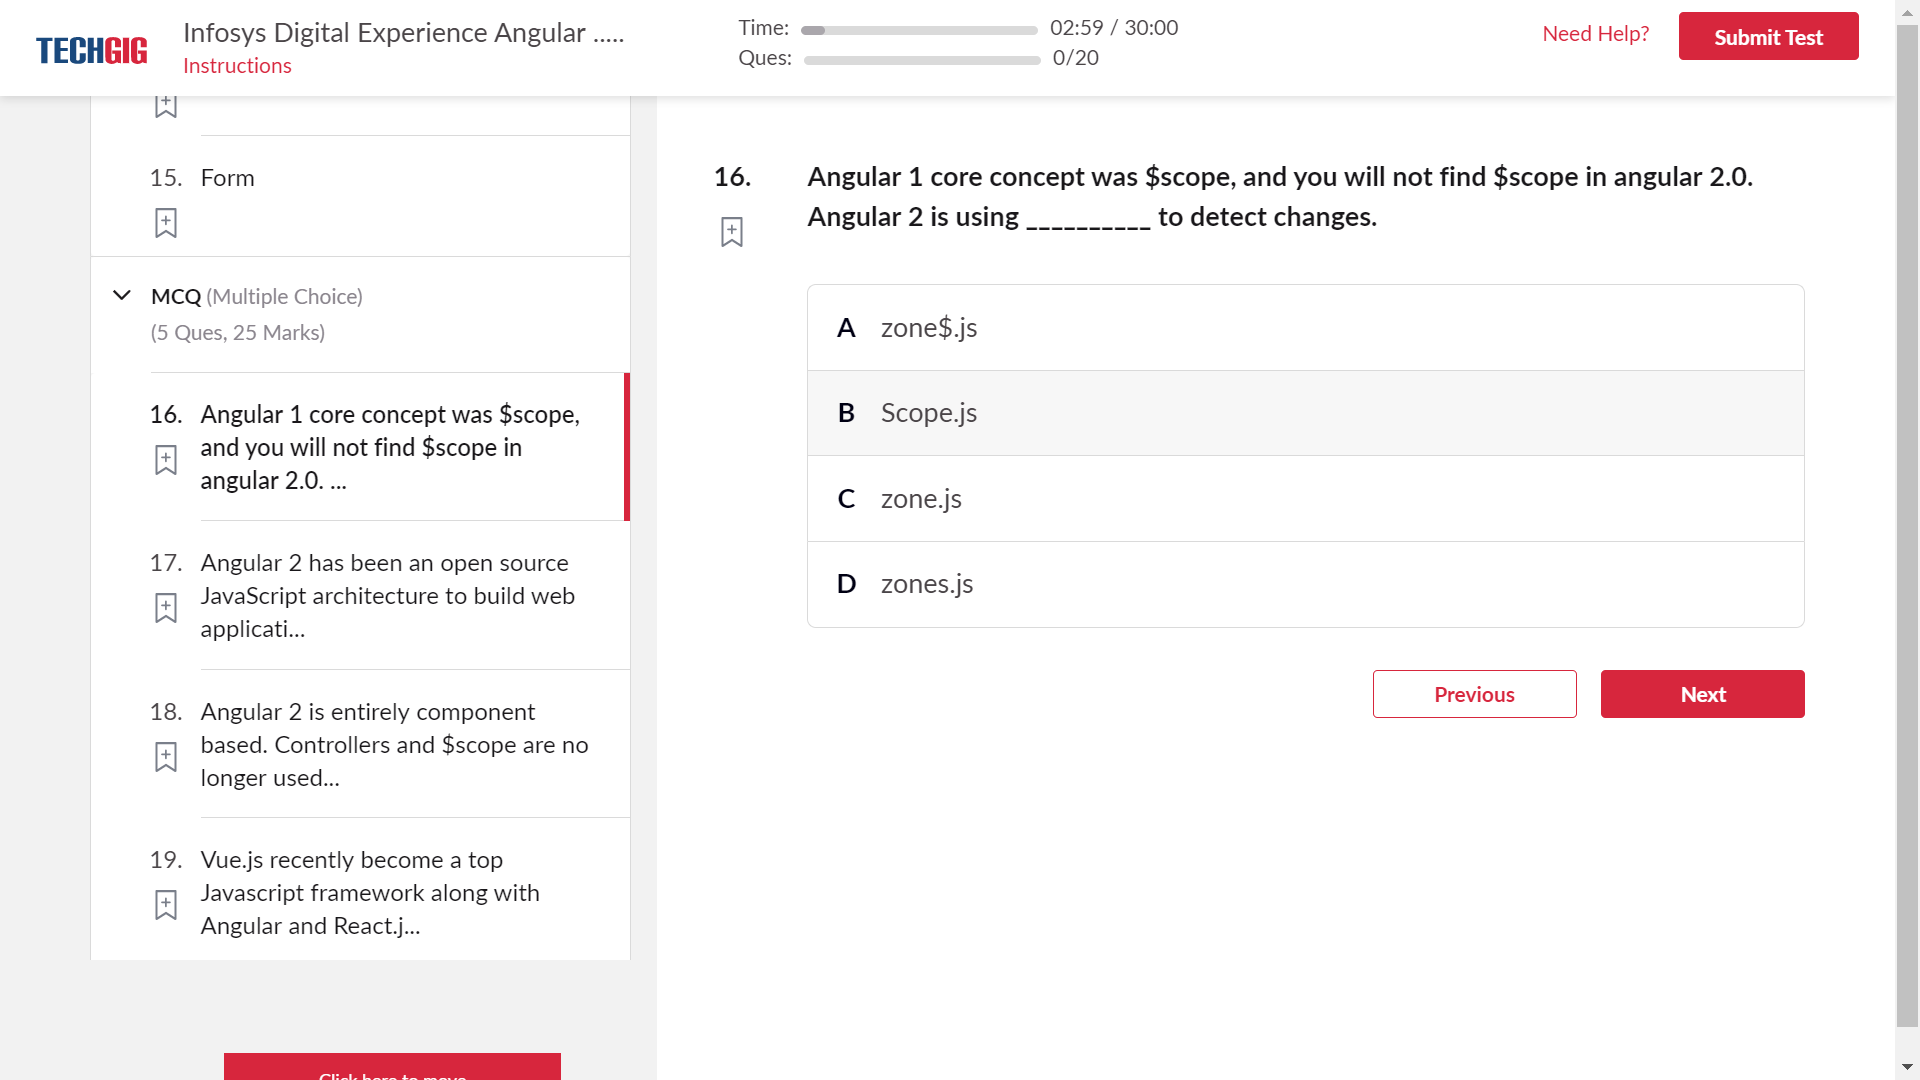 TECHGIG
Infosys Digital Experience Angular .....
Instructions
Time: 02:59 / 30:00
Ques: 0/20
Need Help?
Submit Test
15. Form
MCQ (Multiple Choice)
(5 Ques, 25 Marks)
16. Angular 1 core concept was $scope,
and you will not find $scope in
angular 2.0. ...
17. Angular 2 has been an open source
JavaScript architecture to build web
applicati...
18. Angular 2 is entirely component
based. Controllers and $scope are no
longer used...
19. Vue.js recently become a top
Javascript framework along with
Angular and React.j...
Click here to move
16. Angular 1 core concept was $scope, and you will not find $scope in angular 2.0.
Angular 2 is using __________ to detect changes.
A zone$.js
B Scope.js
C zone.js
D zones.js
Previous
Next